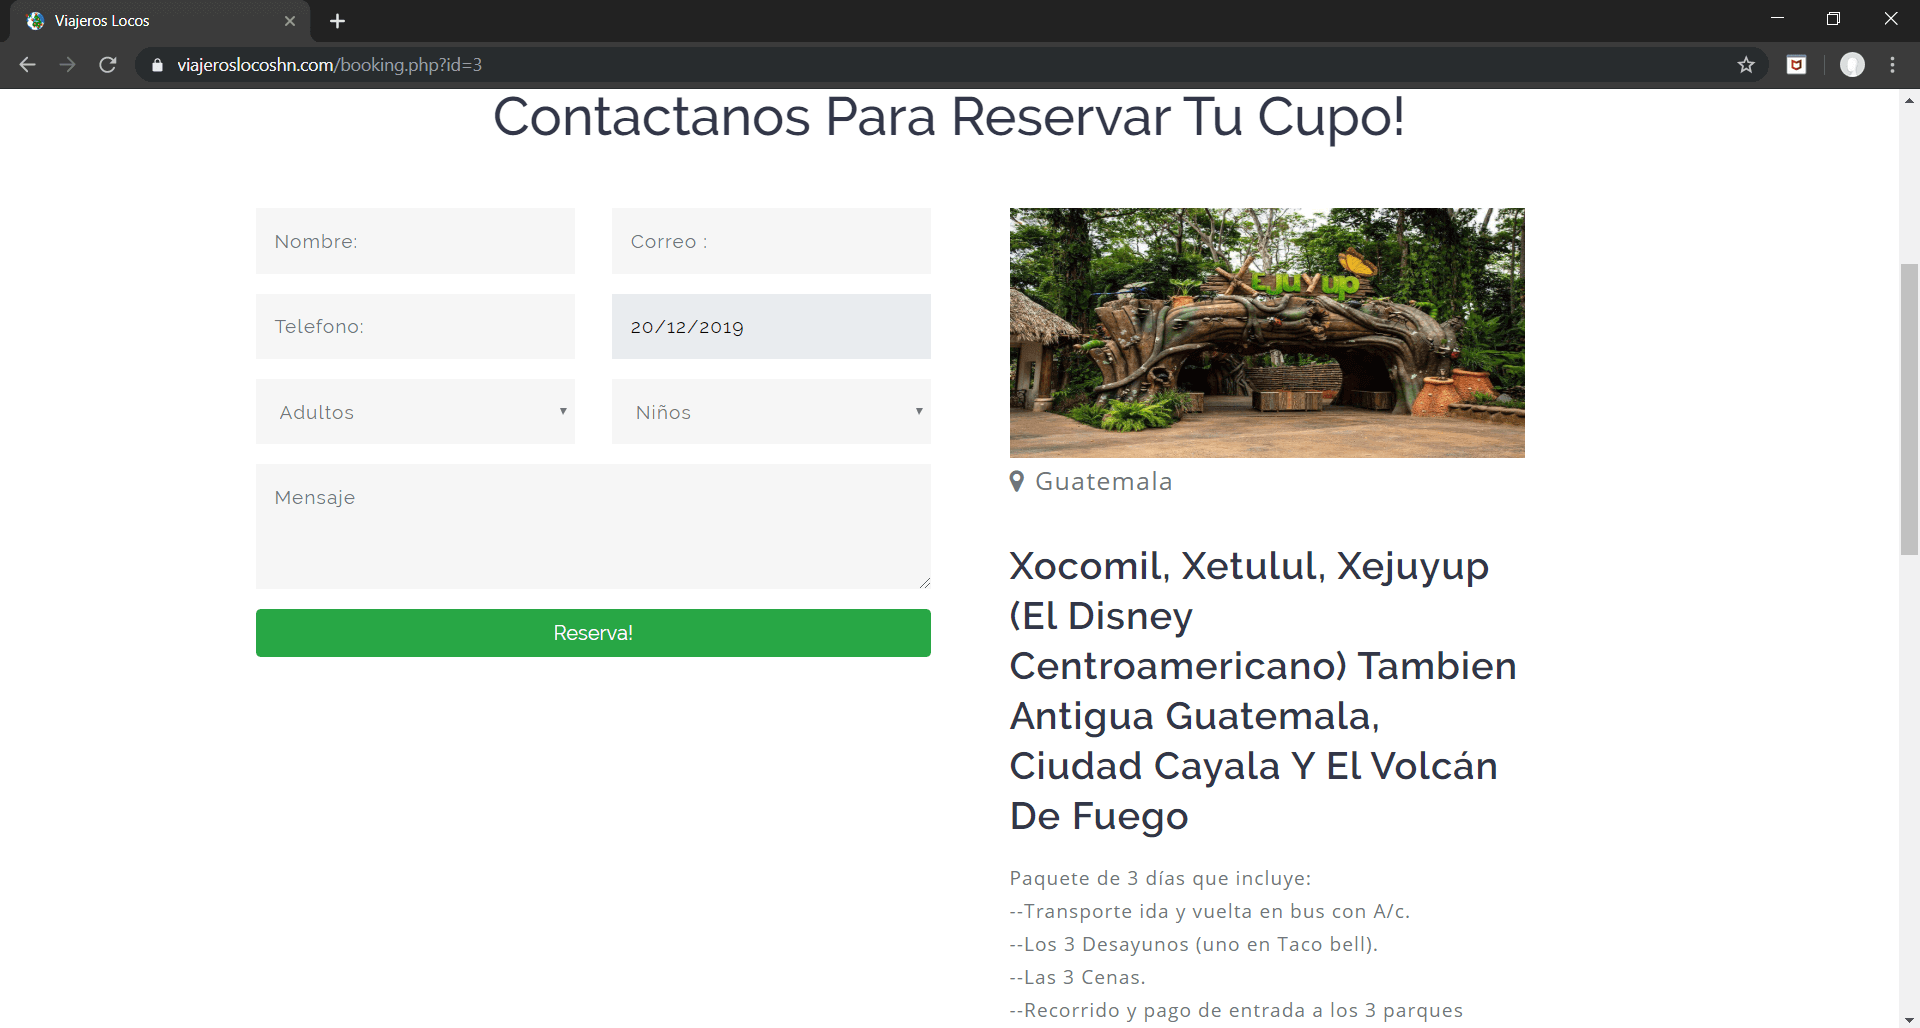 Viajeros Locos
viajeroslocoshn.com/booking.php?id=3
Contactanos Para Reservar Tu Cupo!
Nombre:
Correo :
Telefono:
20/12/2019
Adultos
Niños
Mensaje
Reserva!
XEjuyup
Guatemala
Xocomil, Xetulul, Xejuyup
(El Disney
Centroamericano) Tambien
Antigua Guatemala,
Ciudad Cayala Y El Volcán
De Fuego
Paquete de 3 días que incluye:
--Transporte ida y vuelta en bus con A/c.
--Los 3 Desayunos (uno en Taco bell).
--Las 3 Cenas.
--Recorrido y pago de entrada a los 3 parques